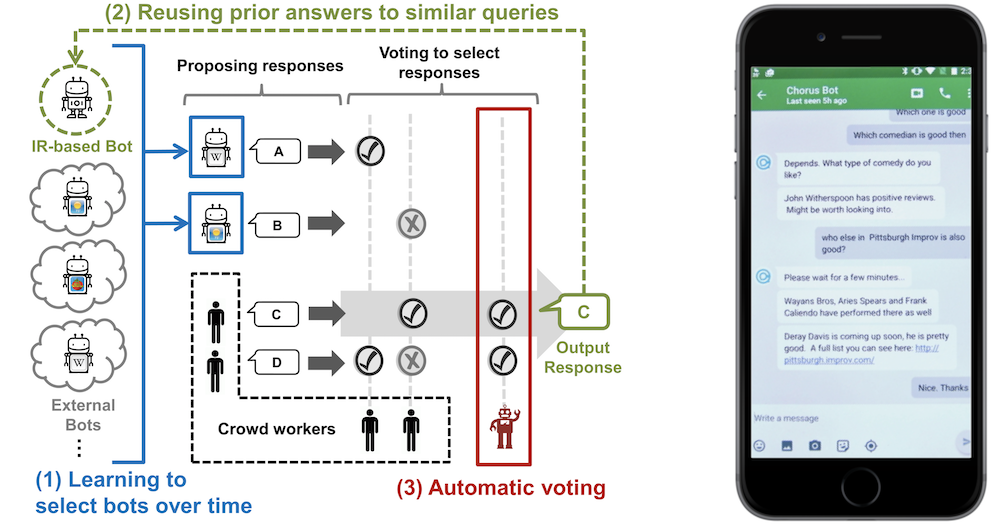 (2) Reusing prior answers to similar queries
Proposing responses
Voting to select
responses
IR-based Bot
W
A
B
C
D
C
Output
Response
W
External
Bots
Crowd workers
(1) Learning to
select bots over time
(3) Automatic voting
Chorus Bot
Last seen 5h ago
Which one is good
Which comedian is good then
Depends. What type of comedy do you
like?
John Witherspoon has positive reviews.
Might be worth looking into.
who else in Pittsburgh Improv is also
good?
Please wait for a few minutes...
Wayans Bros, Aries Spears and Frank
Caliendo have performed there as well
Deray Davis is coming up soon, he is pretty
good. A full list you can see here: http://
pittsburgh.improv.com/
Nice. Thanks
Write a message